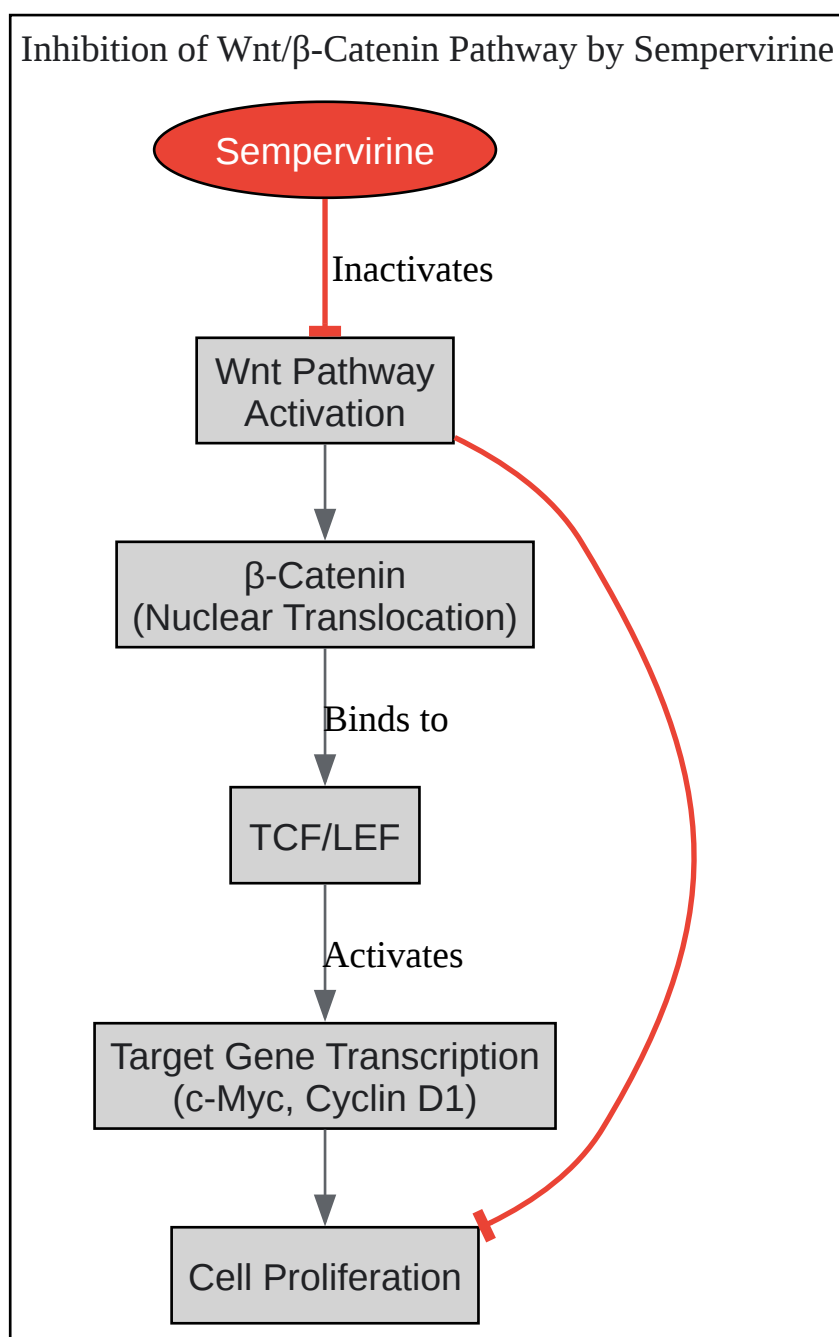 Inhibition of Wnt/β-Catenin Pathway by Sempervirine
Sempervirine
Inactivates
Wnt Pathway
Activation
β-Catenin
(Nuclear Translocation)
Binds to
TCF/LEF
Activates
Target Gene Transcription
(c-Myc, Cyclin D1)
Cell Proliferation